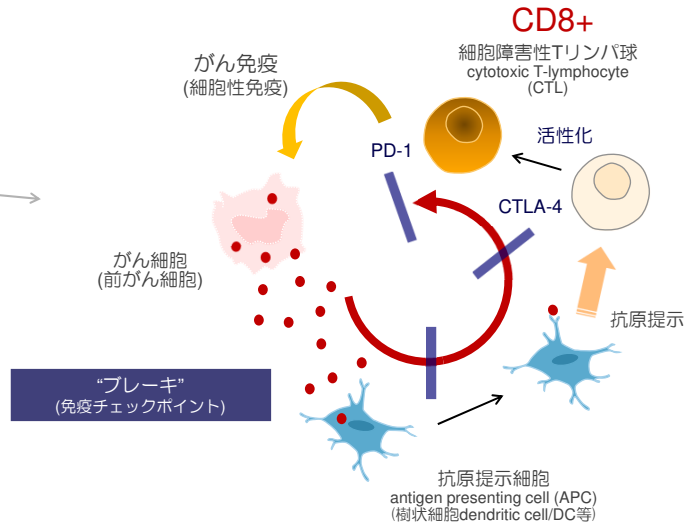 CD8+
細胞障害性Tリンパ球
cytotoxic T-lymphocyte
(CTL)
がん免疫
(細胞性免疫)
活性化
PD-1
CTLA-4
がん細胞
(前がん細胞)
抗原提示
“ブレーキ”
(免疫チェックポイント)
抗原提示細胞
antigen presenting cell (APC)
(樹状細胞dendritic cell/DC等)